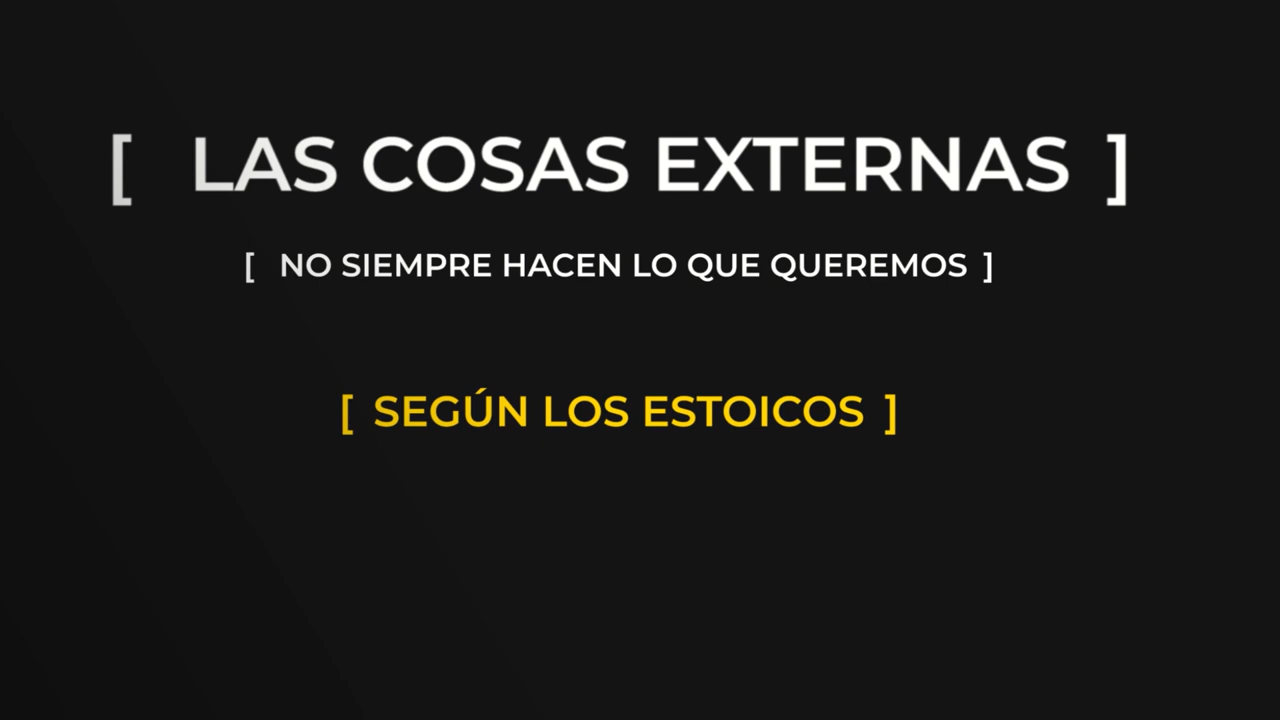 [ LAS COSAS EXTERNAS ]
[ NO SIEMPRE HACEN LO QUE QUEREMOS ]
[ SEGÚN LOS ESTOICOS ]